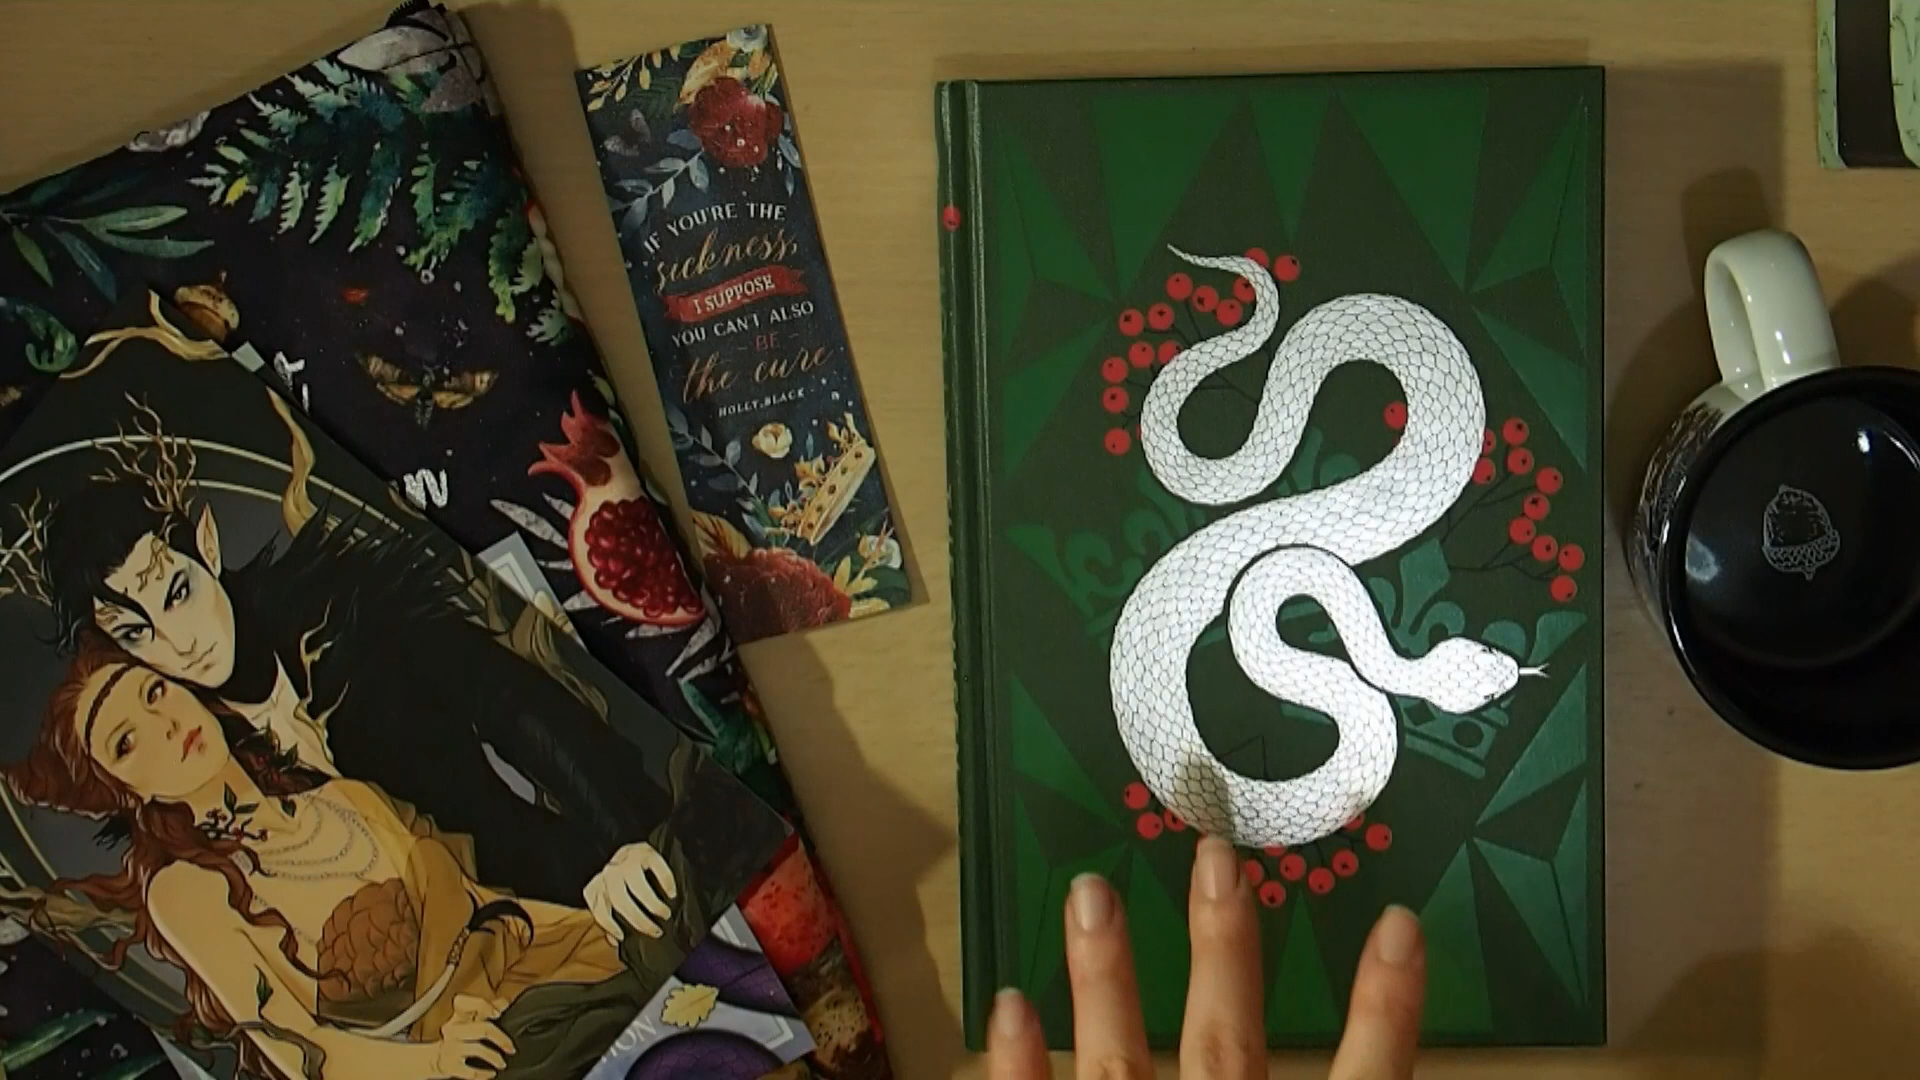 IF YOU'RE THE
sickness,
I SUPPOSE
YOU CAN'T ALSO
BE
the cure
HOLLY BLACK